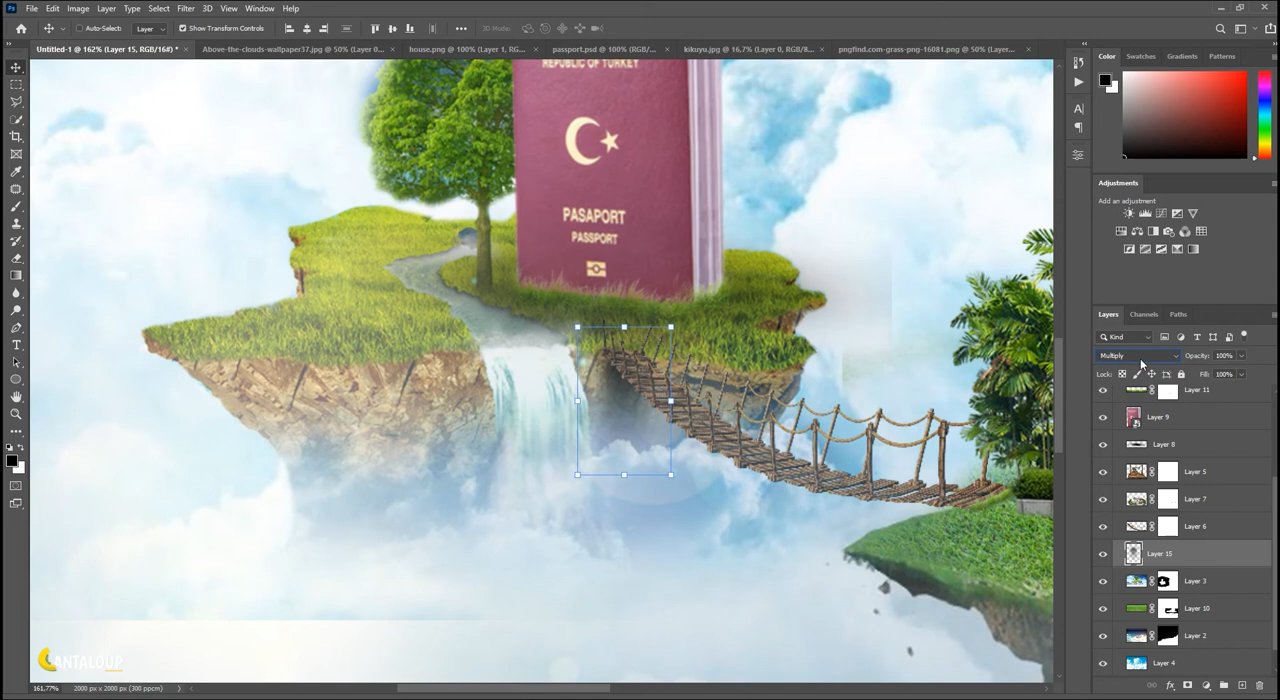 File Edit Image Layer Type Select Filter 3D View Window Help
Auto-Select: Layer Show Transform Controls 3D Mode:
Untitled-1 @ 162% (Layer 15, RGB/16#) * Above-the-clouds-wallpaper37.jpg @ 50% (Layer 0... house.png @ 100% (Layer 1, RG... passport.psd @ 100% (RGB/... kikuyu.jpg @ 16,7% (Layer 0, RGB/8... pngfind.com-grass-png-16081.png @ 50% (Layer...
REPUBLIC OF TURKEY
PASAPORT
PASSPORT
Color Swatches Gradients Patterns
Adjustments
Add an adjustment
Layers Channels Paths
Kind
Multiply Opacity: 100%
Lock: Fill: 100%
Layer 11
Layer 9
Layer 8
Layer 5
Layer 7
Layer 6
Layer 15
Layer 3
Layer 10
Layer 2
Layer 4
ANTALOUP
161,77% 2000 px x 2000 px (300 ppcm)